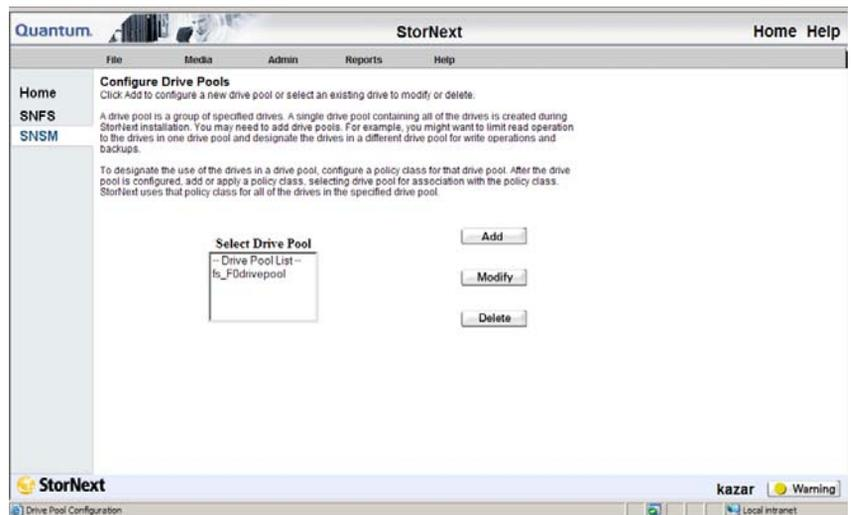 Quantum. StorNext Home Help
File Media Admin Reports Help
Home
SNFS
SNSM
Configure Drive Pools
Click Add to configure a new drive pool or select an existing drive to modify or delete.
A drive pool is a group of specified drives. A single drive pool containing all of the drives is created during
StorNext installation. You may need to add drive pools. For example, you might want to limit read operation
to the drives in one drive pool and designate the drives in a different drive pool for write operations and
backups.
To designate the use of the drives in a drive pool, configure a policy class for that drive pool. After the drive
pool is configured, add or apply a policy class, selecting drive pool for association with the policy class.
StorNext uses that policy class for all of the drives in the specified drive pool.
Select Drive Pool
-- Drive Pool List --
fs_F0drivepool
Add
Modify
Delete
StorNext kazar Warning
Drive Pool Configuration Local intranet